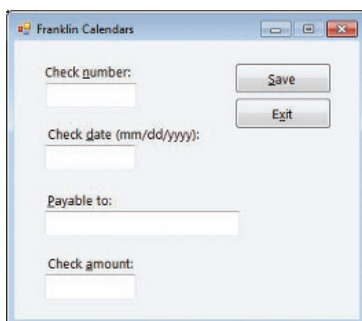 Franklin Calendars
Check number:
Save
Exit
Check date (mm/dd/yyyy):
Payable to:
Check amount: